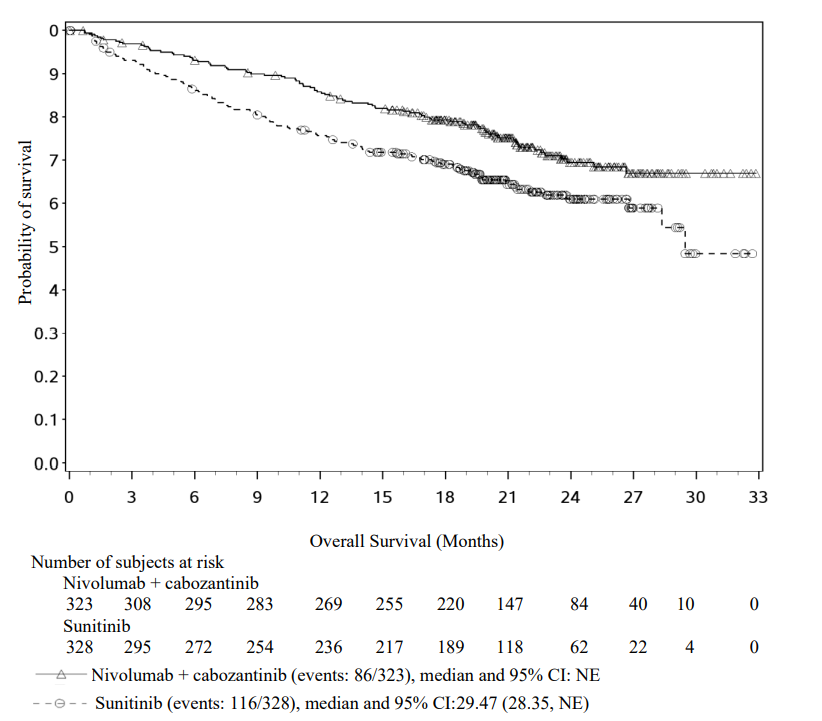 0
9
8
7
6
5
4
0.3
0.2
0.1
0.0
Probability of survival
0 3 6 9 12 15 18 21 24 27 30 33
Overall Survival (Months)
Number of subjects at risk
Nivolumab + cabozantinib
323 308 295 283 269 255 220 147 84 40 10 0
Sunitinib
328 295 272 254 236 217 189 118 62 22 4 0
Nivolumab + cabozantinib (events: 86/323), median and 95% CI: NE
Sunitinib (events: 116/328), median and 95% CI:29.47 (28.35, NE)